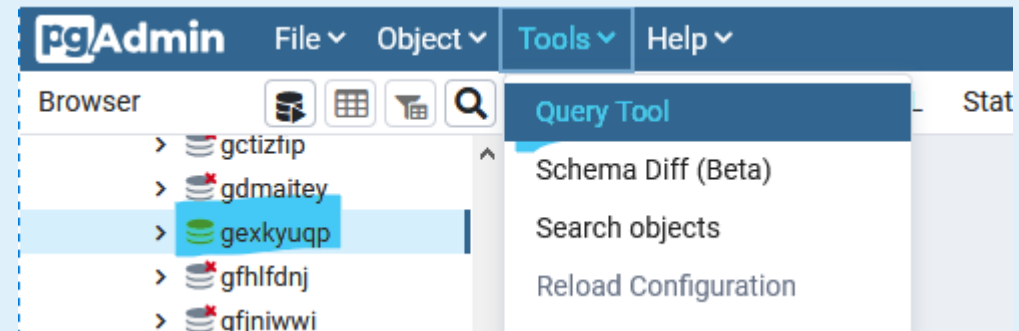 pgAdmin File Object Tools Help
Browser
Query Tool
Stat
gctizfip
gdmaitey
gexkyuqp
gfhlfdnj
gfjniwwi
Schema Diff (Beta)
Search objects
Reload Configuration